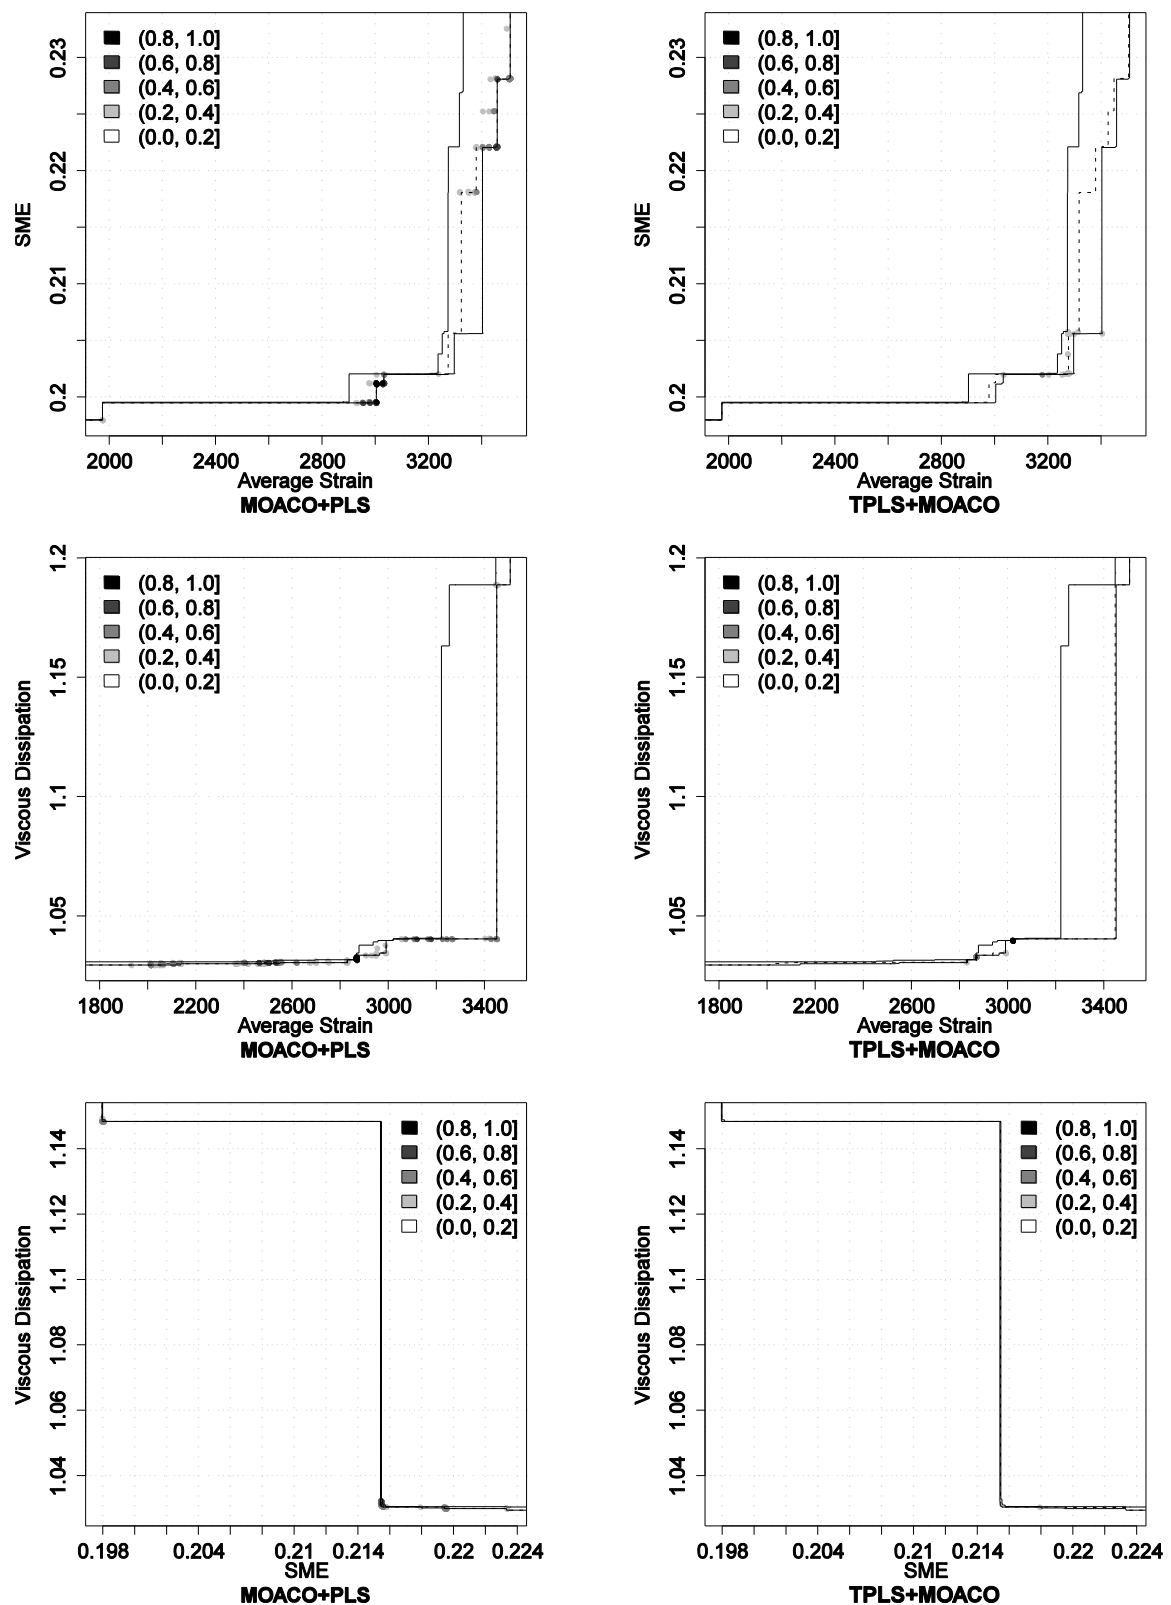 (0.8, 1.0]
(0.6, 0.8]
(0.4, 0.6]
(0.2, 0.4]
(0.0, 0.2]
0.23
0.22
0.21
0.2
SME
2000 2400 2800 3200
Average Strain
MOACO+PLS
(0.8, 1.0]
(0.6, 0.8]
(0.4, 0.6]
(0.2, 0.4]
(0.0, 0.2]
0.23
0.22
0.21
0.2
SME
2000 2400 2800 3200
Average Strain
TPLS+MOACO
(0.8, 1.0]
(0.6, 0.8]
(0.4, 0.6]
(0.2, 0.4]
(0.0, 0.2]
1.2
1.15
1.1
1.05
Viscous Dissipation
1800 2200 2600 3000 3400
Average Strain
MOACO+PLS
(0.8, 1.0]
(0.6, 0.8]
(0.4, 0.6]
(0.2, 0.4]
(0.0, 0.2]
1.2
1.15
1.1
1.05
Viscous Dissipation
1800 2200 2600 3000 3400
Average Strain
TPLS+MOACO
(0.8, 1.0]
(0.6, 0.8]
(0.4, 0.6]
(0.2, 0.4]
(0.0, 0.2]
1.14
1.12
1.1
1.08
1.06
1.04
Viscous Dissipation
0.198 0.204 0.21 0.214 0.22 0.224
SME
MOACO+PLS
(0.8, 1.0]
(0.6, 0.8]
(0.4, 0.6]
(0.2, 0.4]
(0.0, 0.2]
1.14
1.12
1.1
1.08
1.06
1.04
Viscous Dissipation
0.198 0.204 0.21 0.214 0.22 0.224
SME
TPLS+MOACO